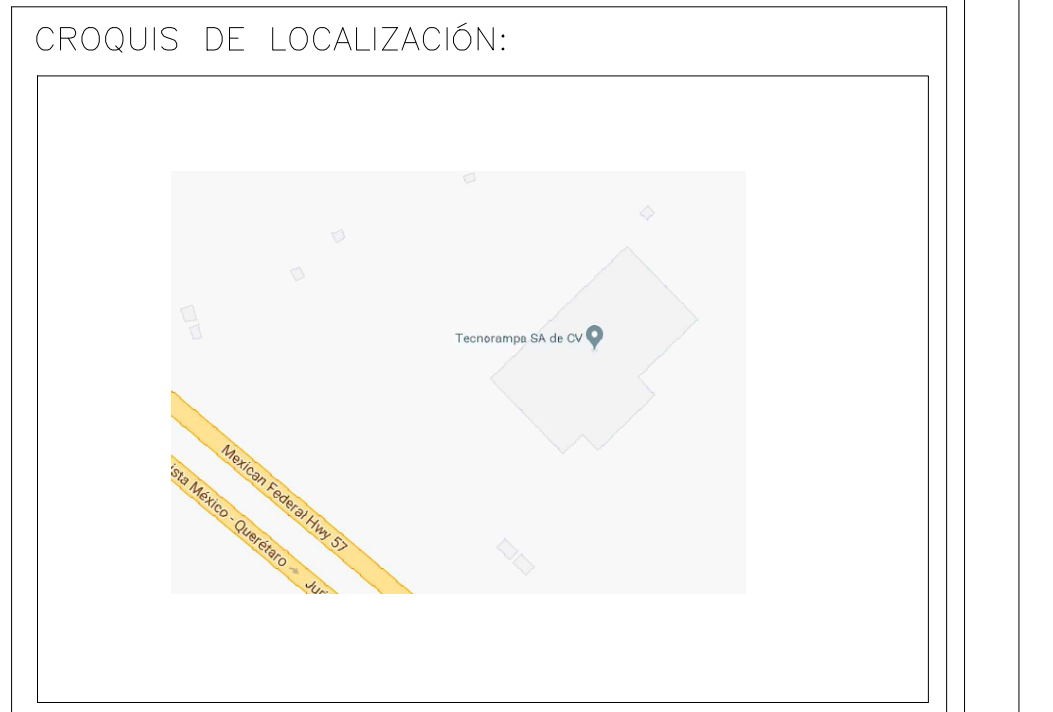 CROQUIS DE LOCALIZACIÓN:
Tecnorampa SA de CV
Mexican Federal Hwy 57
ista México - Querétaro